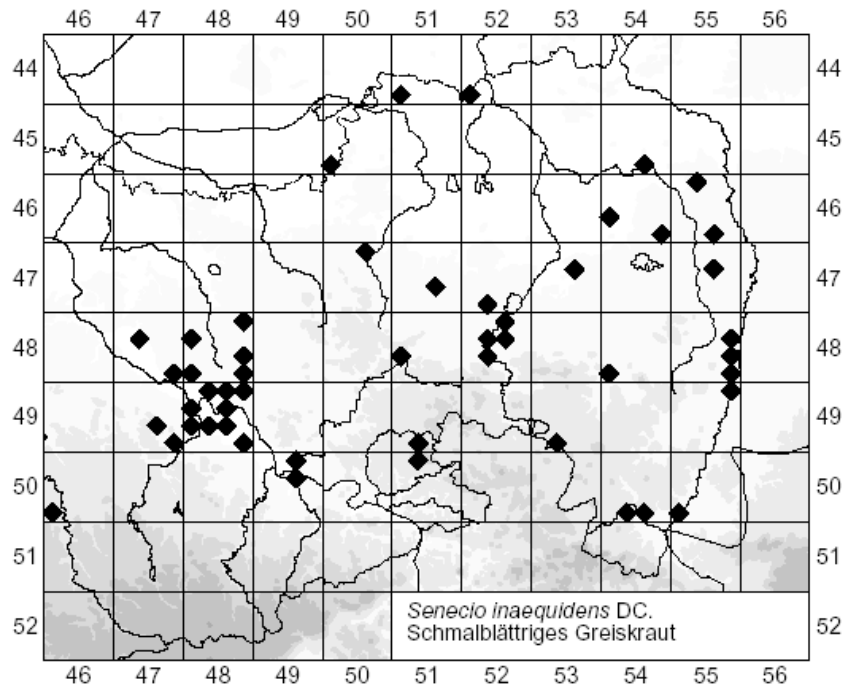 46 47 48 49 50 51 52 53 54 55 56
44 44
45 45
46 46
47 47
48 48
49 49
50 50
51 51
Senecio inaequidens DC.
52 Schmalblättriges Greiskraut 52
46 47 48 49 50 51 52 53 54 55 56